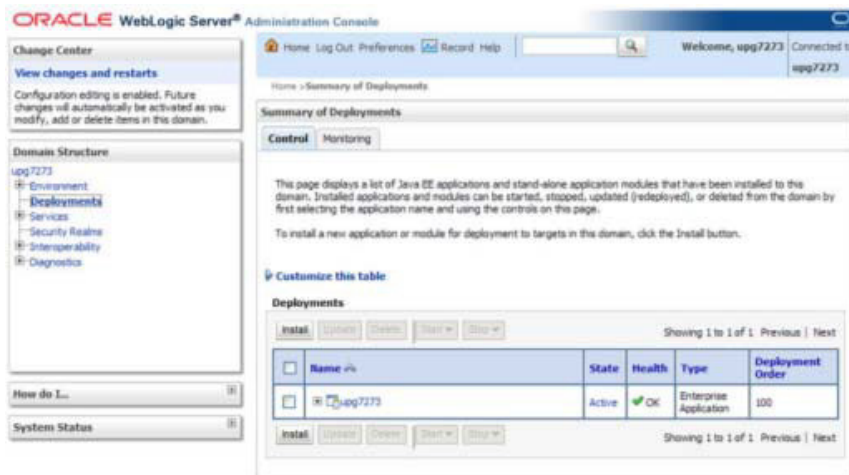 ORACLE WebLogic Server® Administration Console
Change Center
View changes and restarts
Configuration editing is enabled. Future
changes will automatically be activated as you
modify, add or delete items in this domain.
Domain Structure
upg7273
Environment
Deployments
Services
Security Realms
Interoperability
Diagnostics
How do I...
System Status
Home Log Out Preferences Record Help
Welcome, upg7273
Connected t
upg7273
Home >Summary of Deployments
Summary of Deployments
Control Monitoring
This page displays a list of Java EE applications and stand-alone application modules that have been installed to this
domain. Installed applications and modules can be started, stopped, updated (redeployed), or deleted from the domain by
first selecting the application name and using the controls on this page.
To install a new application or module for deployment to targets in this domain, click the Install button.
Customize this table
Deployments
Install Update Delete Start Stop
Showing 1 to 1 of 1 Previous | Next
Name State Health Type Deployment Order
upg7273 Active OK Enterprise Application 100
Install Update Delete Start Stop
Showing 1 to 1 of 1 Previous | Next